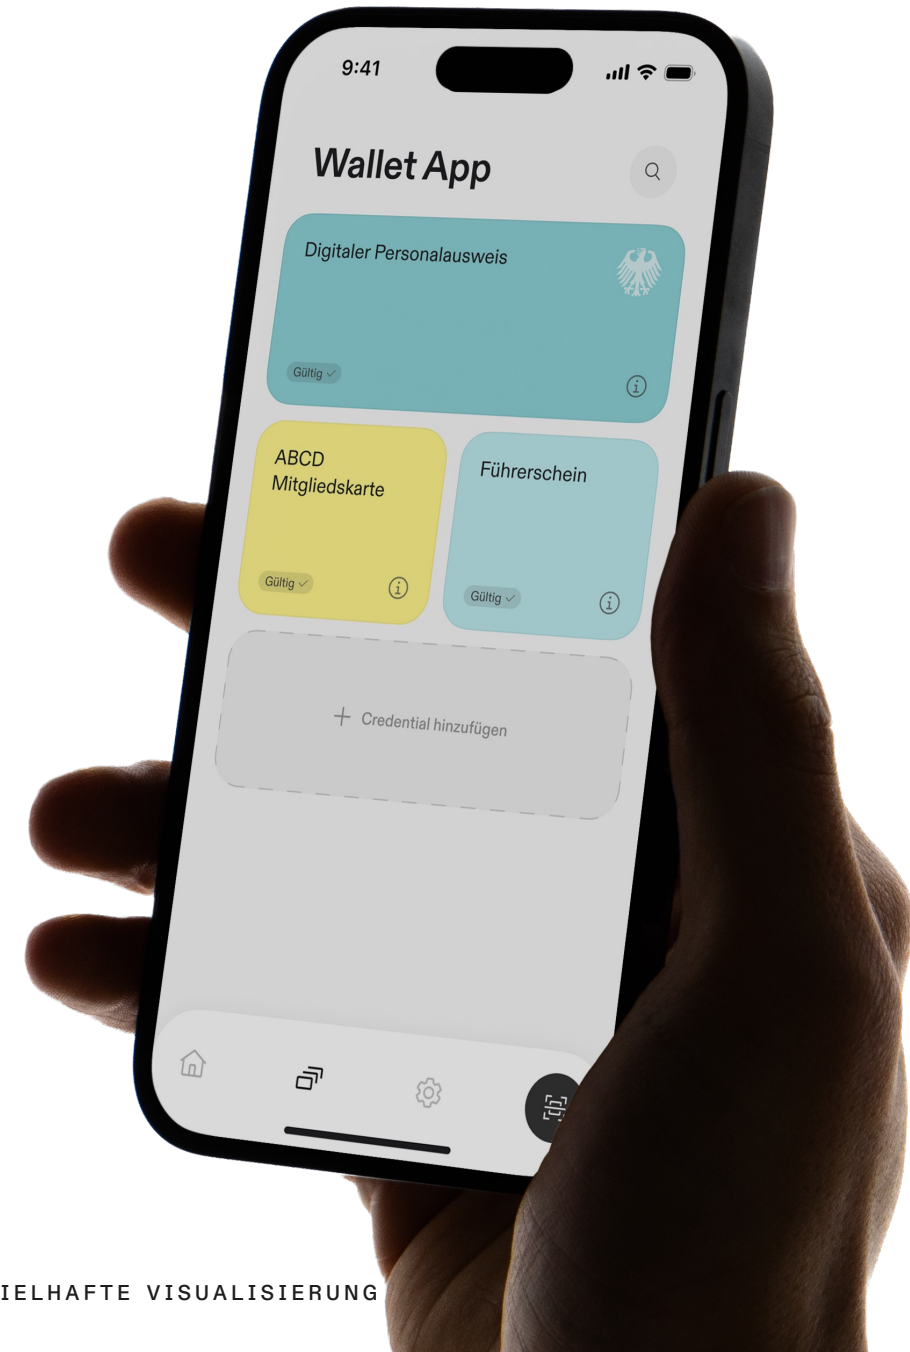 9:41
Wallet App
Digitaler Personalausweis
Gültig
ABCD
Mitgliedskarte
Gültig
Führerschein
Gültig
Credential hinzufügen
IELHAFTE VISUALISIERUNG